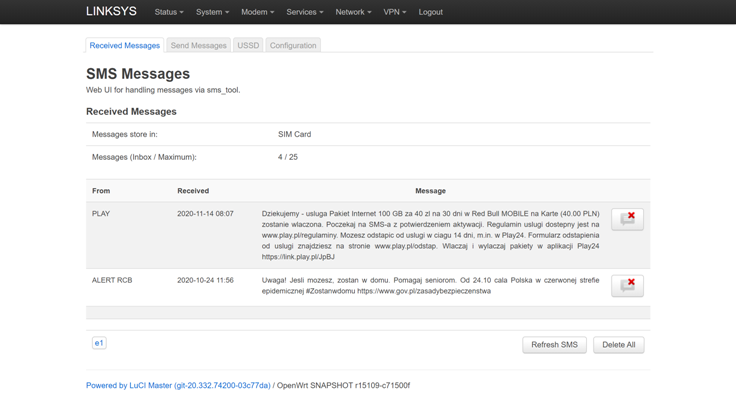 LINKSYS Status System Modem Services Network VPN Logout
Received Messages Send Messages USSD Configuration
SMS Messages
Web UI for handling messages via sms_tool.
Received Messages
Messages store in: SIM Card
Messages (Inbox / Maximum): 4 / 25
From Received Message
PLAY 2020-11-14 08:07 Dziekujemy - usluga Pakiet Internet 100 GB za 40 zl na 30 dni w Red Bull MOBILE na Karte (40.00 PLN)
zostanie wlaczona. Poczekaj na SMS-a z potwierdzeniem aktywacji. Regulamin uslugi dostepny jest na
www.play.pl/regulaminy. Mozesz odstapic od uslugi w ciagu 14 dni, m.in. w Play24. Formularz odstapienia
od uslugi znajdziesz na stronie www.play.pl/odstap. Wlaczaj i wylaczaj pakiety w aplikacji Play24
https://link.play.pl/JpBJ
ALERT RCB 2020-10-24 11:56 Uwaga! Jesli mozesz, zostan w domu. Pomagaj seniorom. Od 24.10 cala Polska w czerwonej strefie
epidemicznej #Zostanwdomu https://www.gov.pl/zasadybezpieczenstwa
e1 Refresh SMS Delete All
Powered by LuCI Master (git-20.332.74200-03c77da) / OpenWrt SNAPSHOT r15109-c71500f